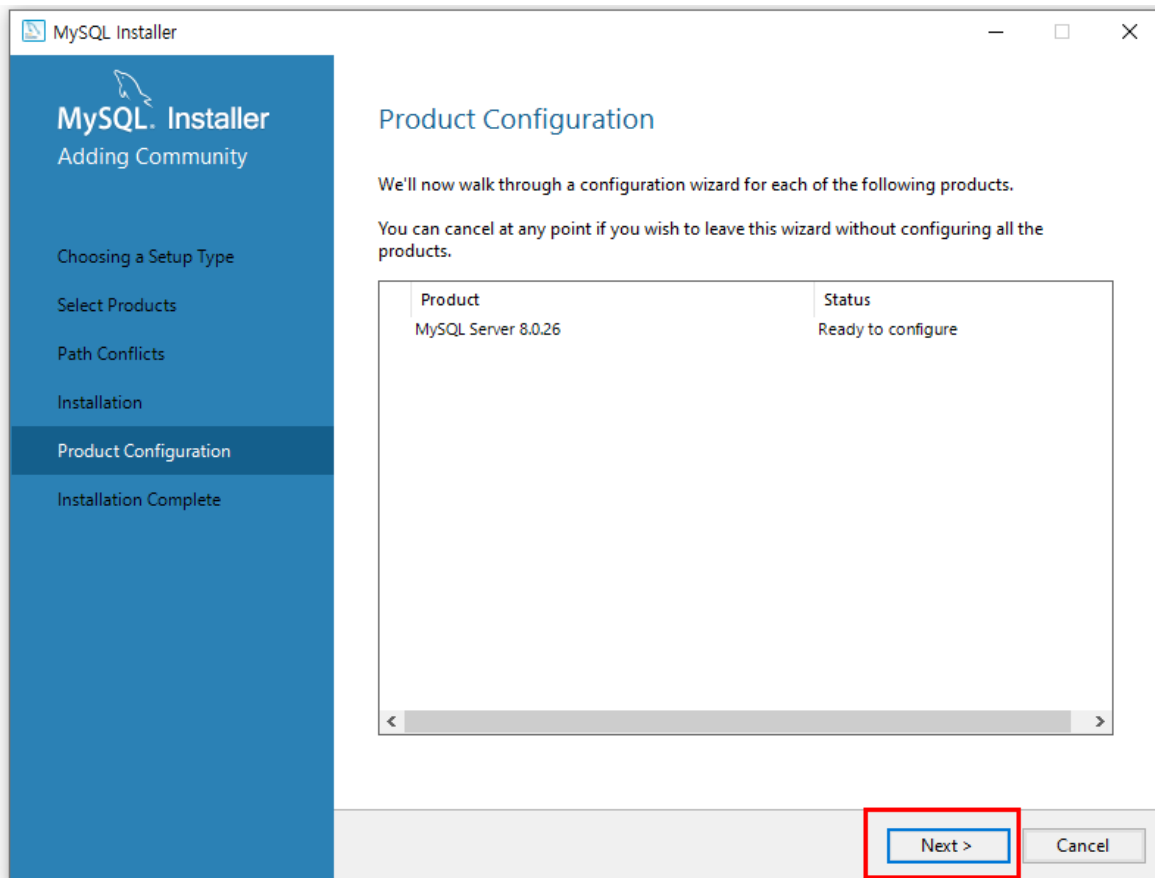 MySQL Installer
MySQL. Installer
Adding Community
Choosing a Setup Type
Select Products
Path Conflicts
Installation
Product Configuration
Installation Complete
Product Configuration
We'll now walk through a configuration wizard for each of the following products.
You can cancel at any point if you wish to leave this wizard without configuring all the
products.
Product Status
MySQL Server 8.0.26 Ready to configure
Next > Cancel